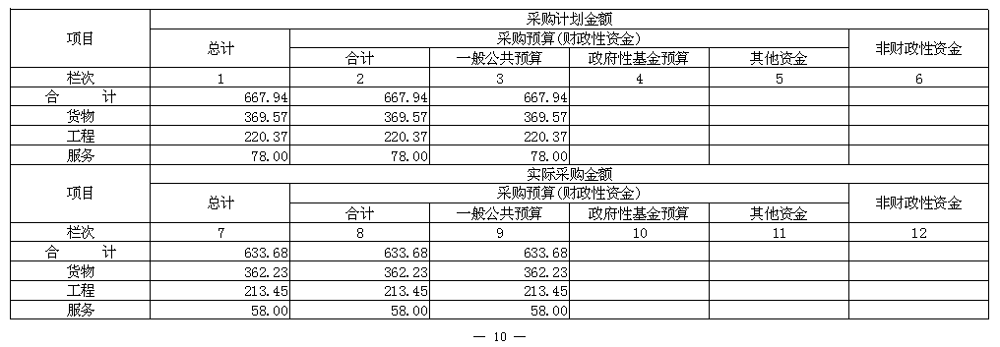 采购计划金额
项目 总计 采购预算(财政性资金) 非财政性资金
合计 一般公共预算 政府性基金预算 其他资金
栏次 1 2 3 4 5 6
合 计 667.94 667.94 667.94
货物 369.57 369.57 369.57
工程 220.37 220.37 220.37
服务 78.00 78.00 78.00
实际采购金额
项目 总计 采购预算(财政性资金) 非财政性资金
合计 一般公共预算 政府性基金预算 其他资金
栏次 7 8 9 10 11 12
合 计 633.68 633.68 633.68
货物 362.23 362.23 362.23
工程 213.45 213.45 213.45
服务 58.00 58.00 58.00
— 10 —